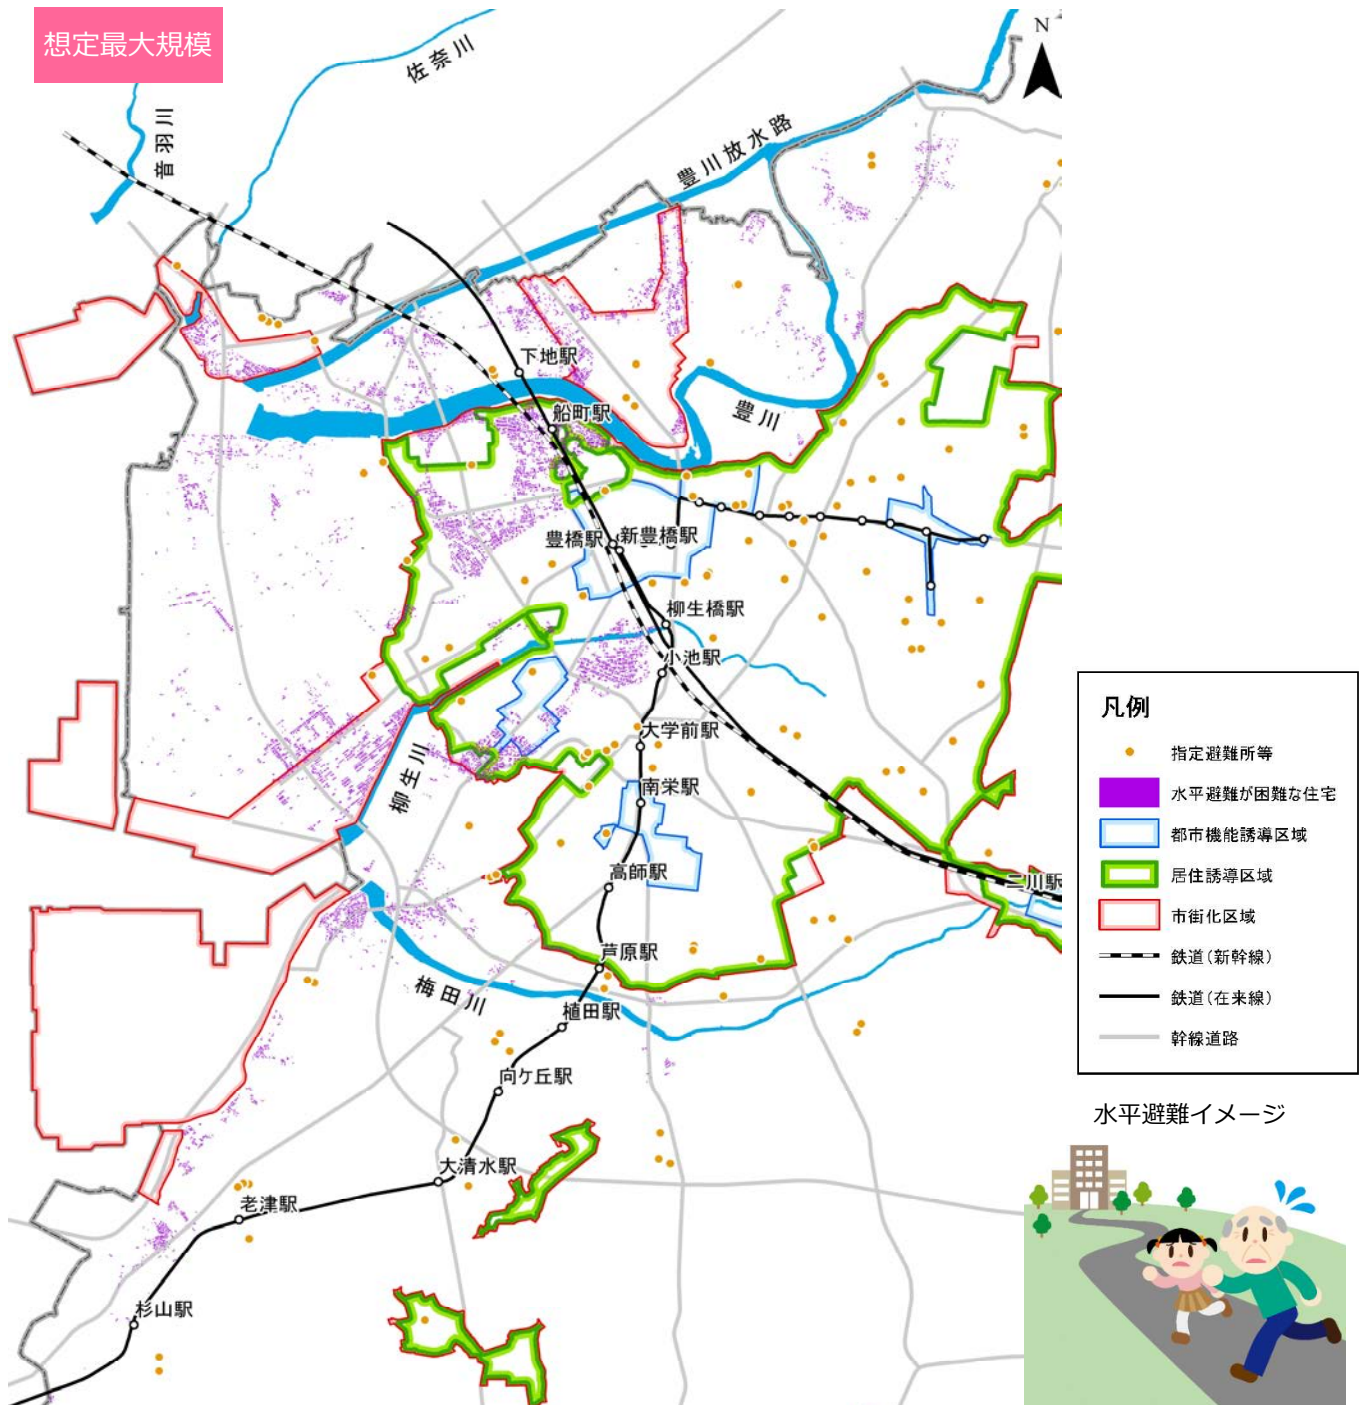 想定最大規模
佐奈川
音羽川
N
豊川放水路
下地駅
船町駅
豊川
豊橋駅
新豊橋駅
柳生橋駅
小池駅
大学前駅
柳生川
南栄駅
高師駅
二川駅
芦原駅
梅田川
植田駅
向ケ丘駅
大清水駅
老津駅
杉山駅
凡例
指定避難所等
水平避難が困難な住宅
都市機能誘導区域
居住誘導区域
市街化区域
鉄道(新幹線)
鉄道(在来線)
幹線道路
水平避難イメージ